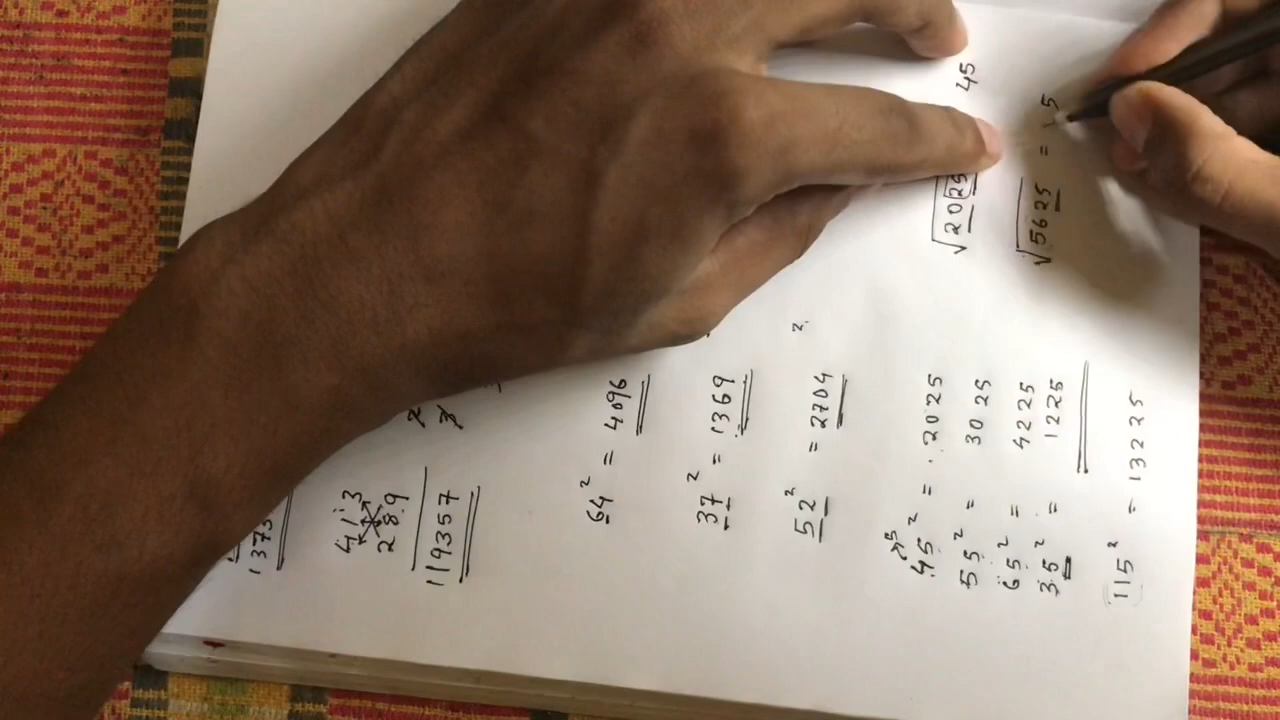 1373
413
289
119357
64² = 4096
37² = 1369
52² = 2704
2
45² = 2025
55² = 3025
65² = 4225
35² = 1225
115² = 13225
√2025 45
√5625 = 5